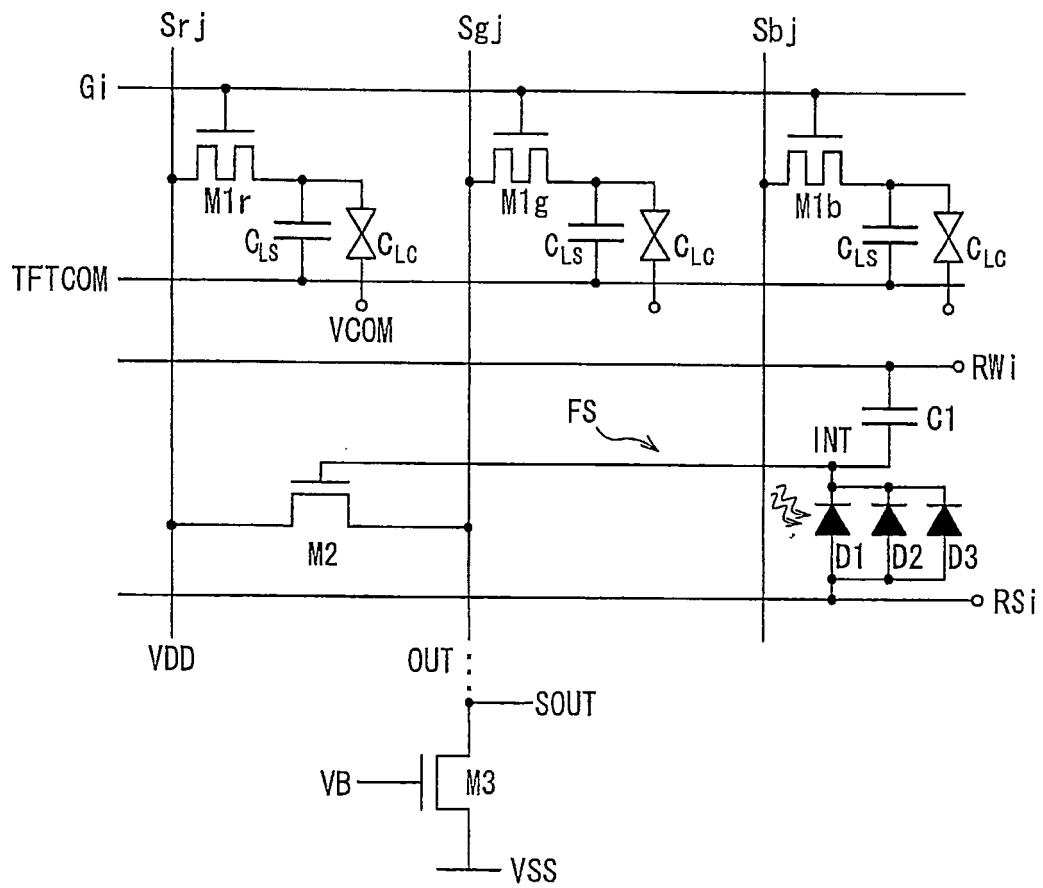 Srj Sgj Sbj
Gi
M1r M1g M1b
CLS CLC CLS CLC CLS CLC
TFTCOM
VCOM
RWi
FS C1
INT
M2 D1 D2 D3
RSi
VDD OUT
SOUT
VB M3
VSS